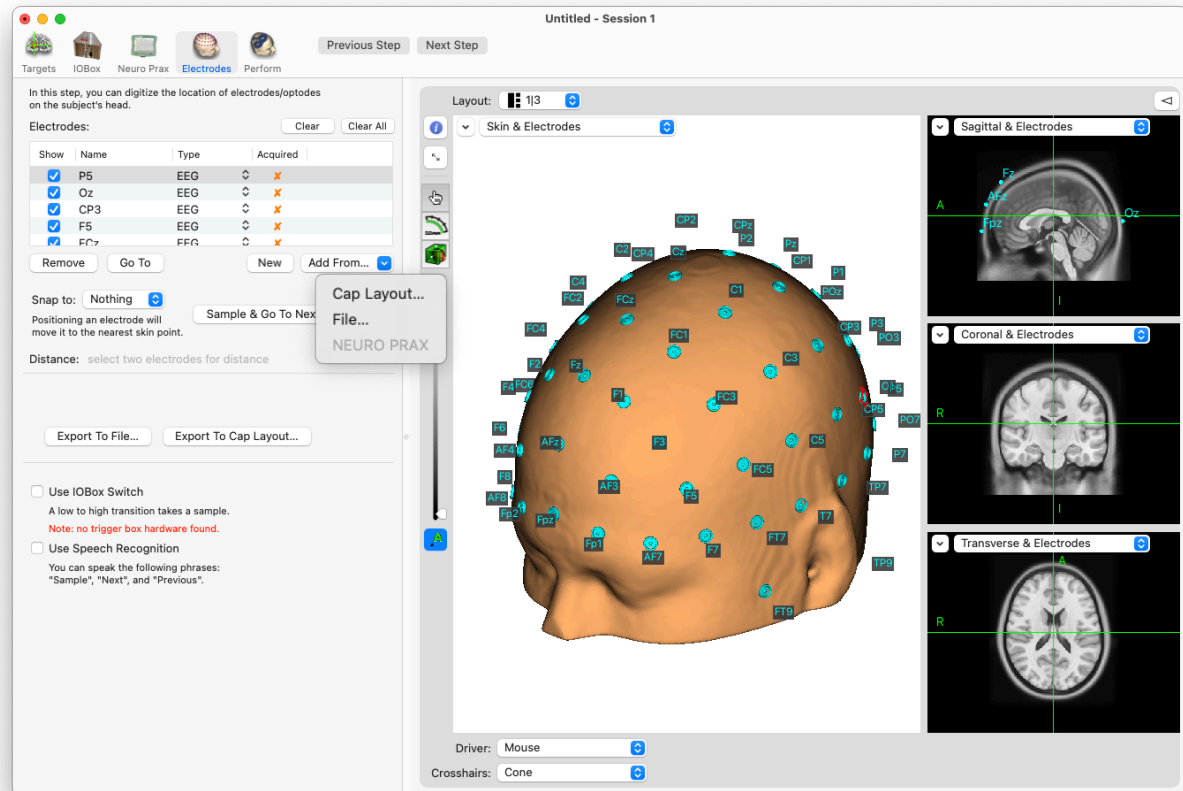 Untitled - Session 1
Targets
IOBox
Neuro Prax
Electrodes
Perform
Previous Step
Next Step
In this step, you can digitize the location of electrodes/optodes
on the subject's head.
Electrodes:
Clear
Clear All
Show Name Type Acquired
P5 EEG
Oz EEG
CP3 EEG
F5 EEG
FCz EEG
Remove
Go To
New
Add From...
Cap Layout...
File...
NEURO PRAX
Snap to: Nothing
Positioning an electrode will
move it to the nearest skin point.
Sample & Go To Nex
Distance: select two electrodes for distance
Export To File...
Export To Cap Layout...
Use IOBox Switch
A low to high transition takes a sample.
Note: no trigger box hardware found.
Use Speech Recognition
You can speak the following phrases:
"Sample", "Next", and "Previous".
Layout: 1|3
Skin & Electrodes
CP2
CPz
P2
C2
CP4
Cz
Pz
CP1
C4
FC2
FCz
C1
P1
POz
FC4
FC1
CP3
P3
PO3
F2
Fz
C3
F4
FC6
F1
FC3
P5
CP5
PO7
F6
AF4
AFz
F3
C5
P7
F8
AF8
Fp2
Fpz
AF3
F5
FC5
TP7
T7
Fp1
AF7
F7
FT7
TP9
FT9
Sagittal & Electrodes
Fz
AFz
Fpz
Oz
A
I
Coronal & Electrodes
R
I
Transverse & Electrodes
A
R
Driver: Mouse
Crosshairs: Cone